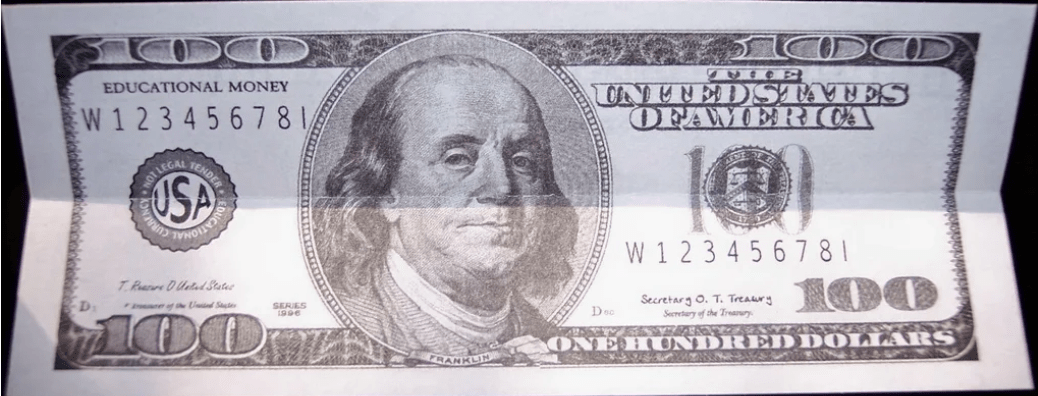 100 100
EDUCATIONAL MONEY
W 1 2 3 4 5 6 7 8 I
THE
UNITED STATES
OF AMERICA
NOT LEGAL TENDER
USA
EDUCATIONAL CURRENCY
100
W 1 2 3 4 5 6 7 8 I
T. Reasure O United States
Treasurer of the United States
SERIES
1996
Secretary O. T. Treasury
Secretary of the Treasury.
100
D
D
100
FRANKLIN
ONE HUNDRED DOLLARS